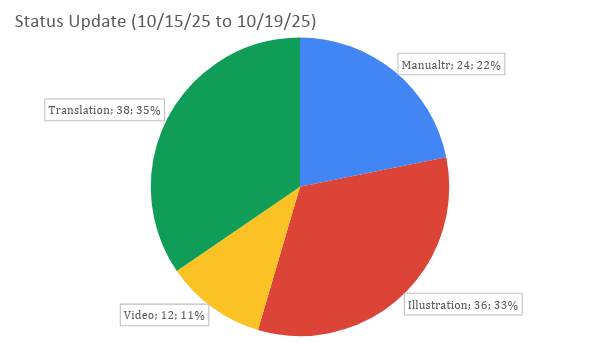 Status Update (10/15/25 to 10/19/25)
Manualtr; 24; 22%
Translation; 38; 35%
Illustration; 36; 33%
Video; 12; 11%